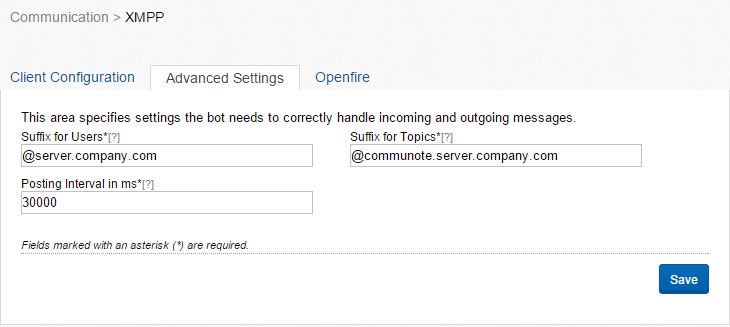 Communication > XMPP
Client Configuration Advanced Settings Openfire
This area specifies settings the bot needs to correctly handle incoming and outgoing messages.
Suffix for Users*[?] Suffix for Topics*[?]
@server.company.com @communote.server.company.com
Posting Interval in ms*[?]
30000
Fields marked with an asterisk (*) are required.
Save